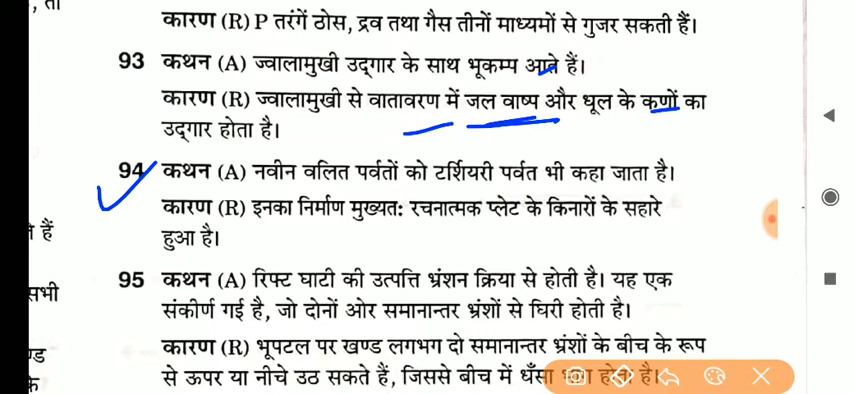 , ता
कारण (R) P तरंगें ठोस, द्रव तथा गैस तीनों माध्यमों से गुजर सकती हैं।
93 कथन (A) ज्वालामुखी उद्‌गार के साथ भूकम्प आते हैं।
कारण (R) ज्वालामुखी से वातावरण में जल वाष्प और धूल के कणों का
उद्‌गार होता है।
94 कथन (A) नवीन वलित पर्वतों को टर्शियरी पर्वत भी कहा जाता है।
कारण (R) इनका निर्माण मुख्यतः रचनात्मक प्लेट के किनारों के सहारे
हुआ है।
हैं
95 कथन (A) रिफ्ट घाटी की उत्पत्ति भ्रंशन क्रिया से होती है। यह एक
सभी
संकीर्ण गर्इ है, जो दोनों ओर समानान्तर भ्रंशों से घिरी होती है।
कारण (R) भूपटल पर खण्ड लगभग दो समानान्तर भ्रंशों के बीच के रूप
ण्ड
से ऊपर या नीचे उठ सकते हैं, जिससे बीच में धँसा होता है।
के